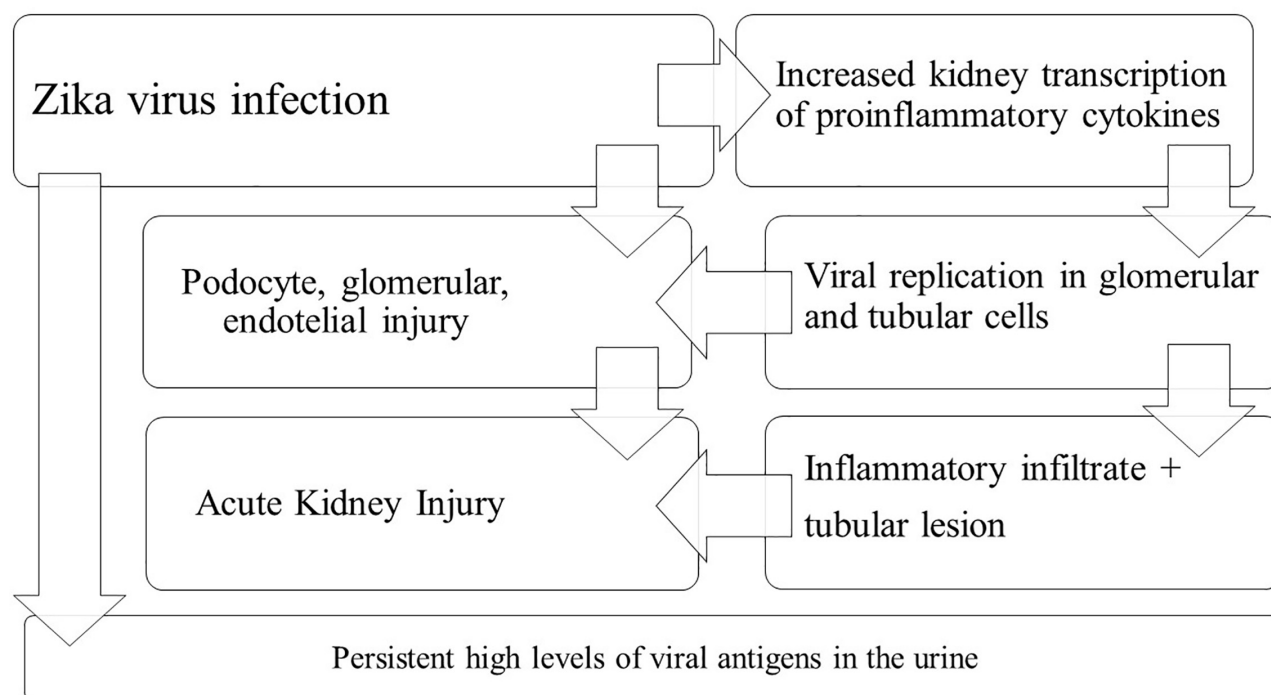 Zika virus infection
Increased kidney transcription
of proinflammatory cytokines
Podocyte, glomerular,
endotelial injury
Viral replication in glomerular
and tubular cells
Acute Kidney Injury
Inflammatory infiltrate +
tubular lesion
Persistent high levels of viral antigens in the urine